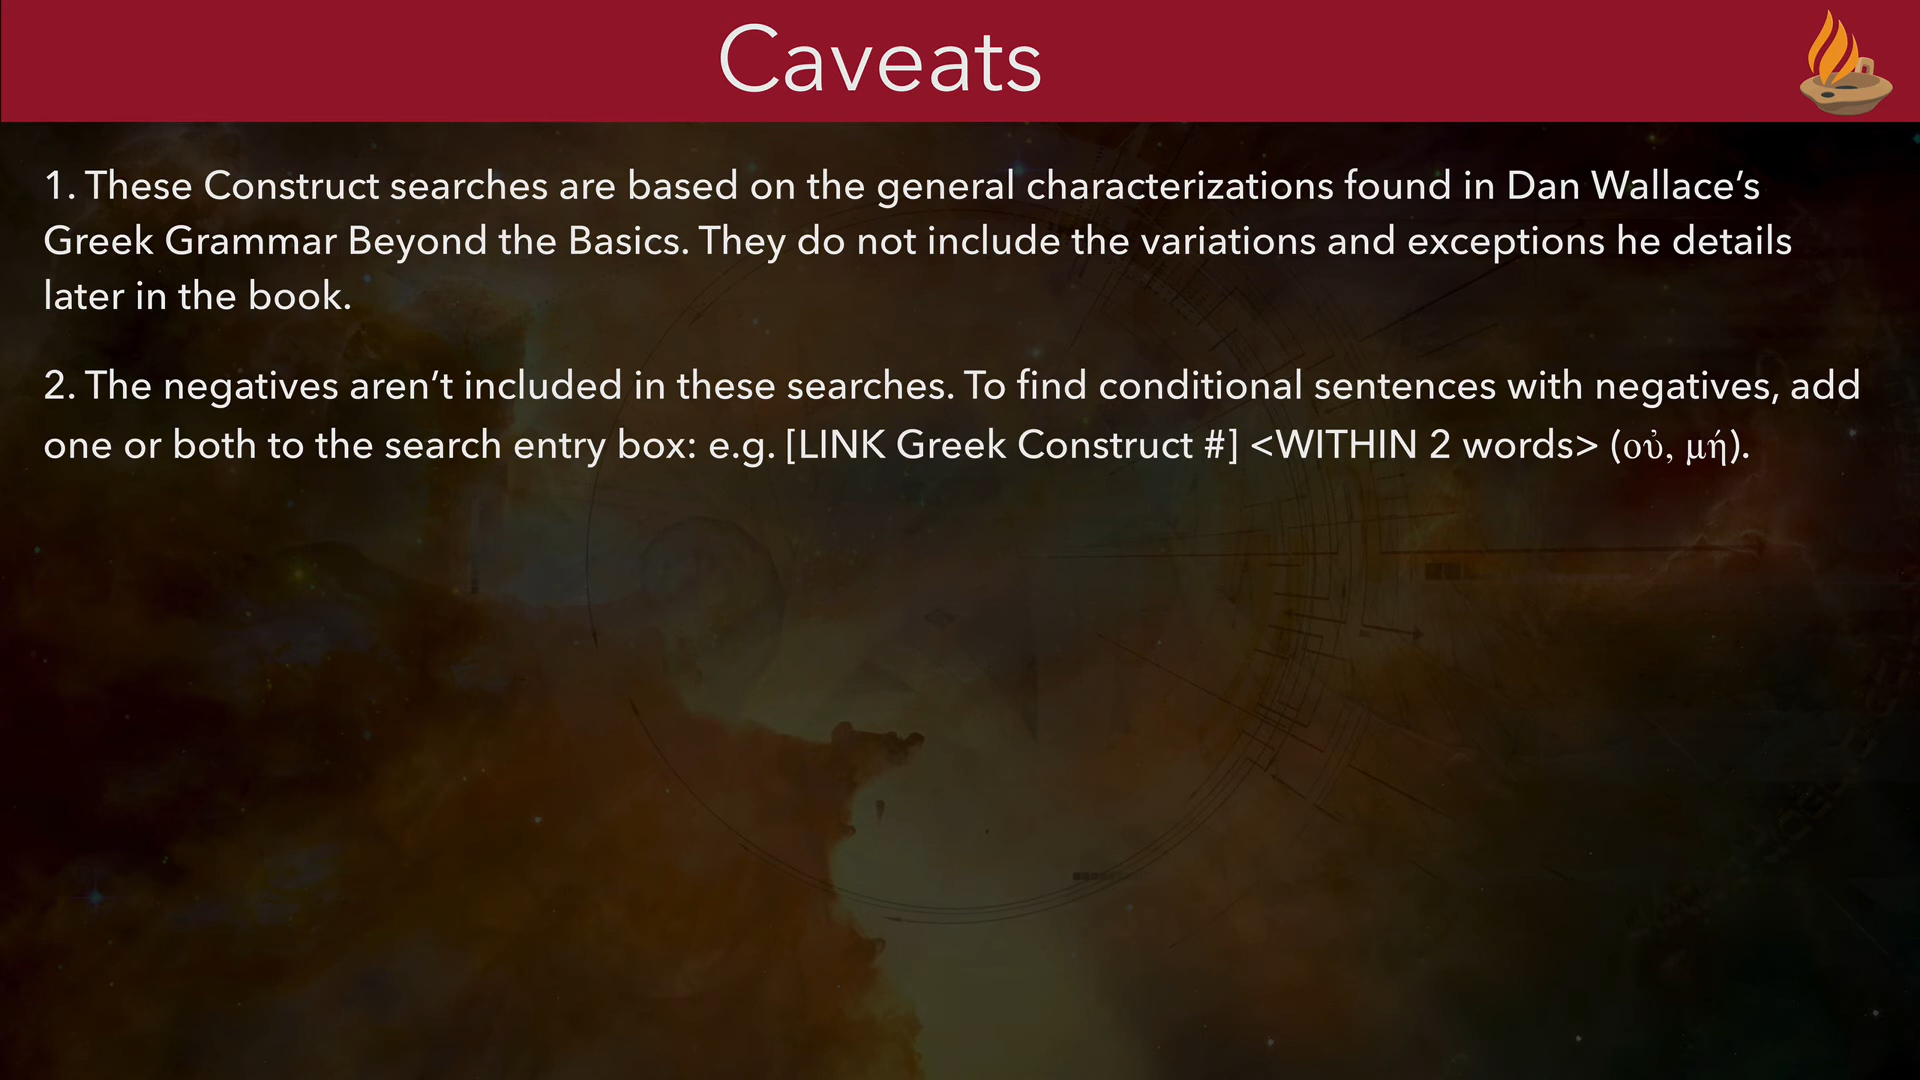 Caveats
1. These Construct searches are based on the general characterizations found in Dan Wallace’s
Greek Grammar Beyond the Basics. They do not include the variations and exceptions he details
later in the book.
2. The negatives aren’t included in these searches. To find conditional sentences with negatives, add
one or both to the search entry box: e.g. [LINK Greek Construct #] <WITHIN 2 words> (οὐ, μή).